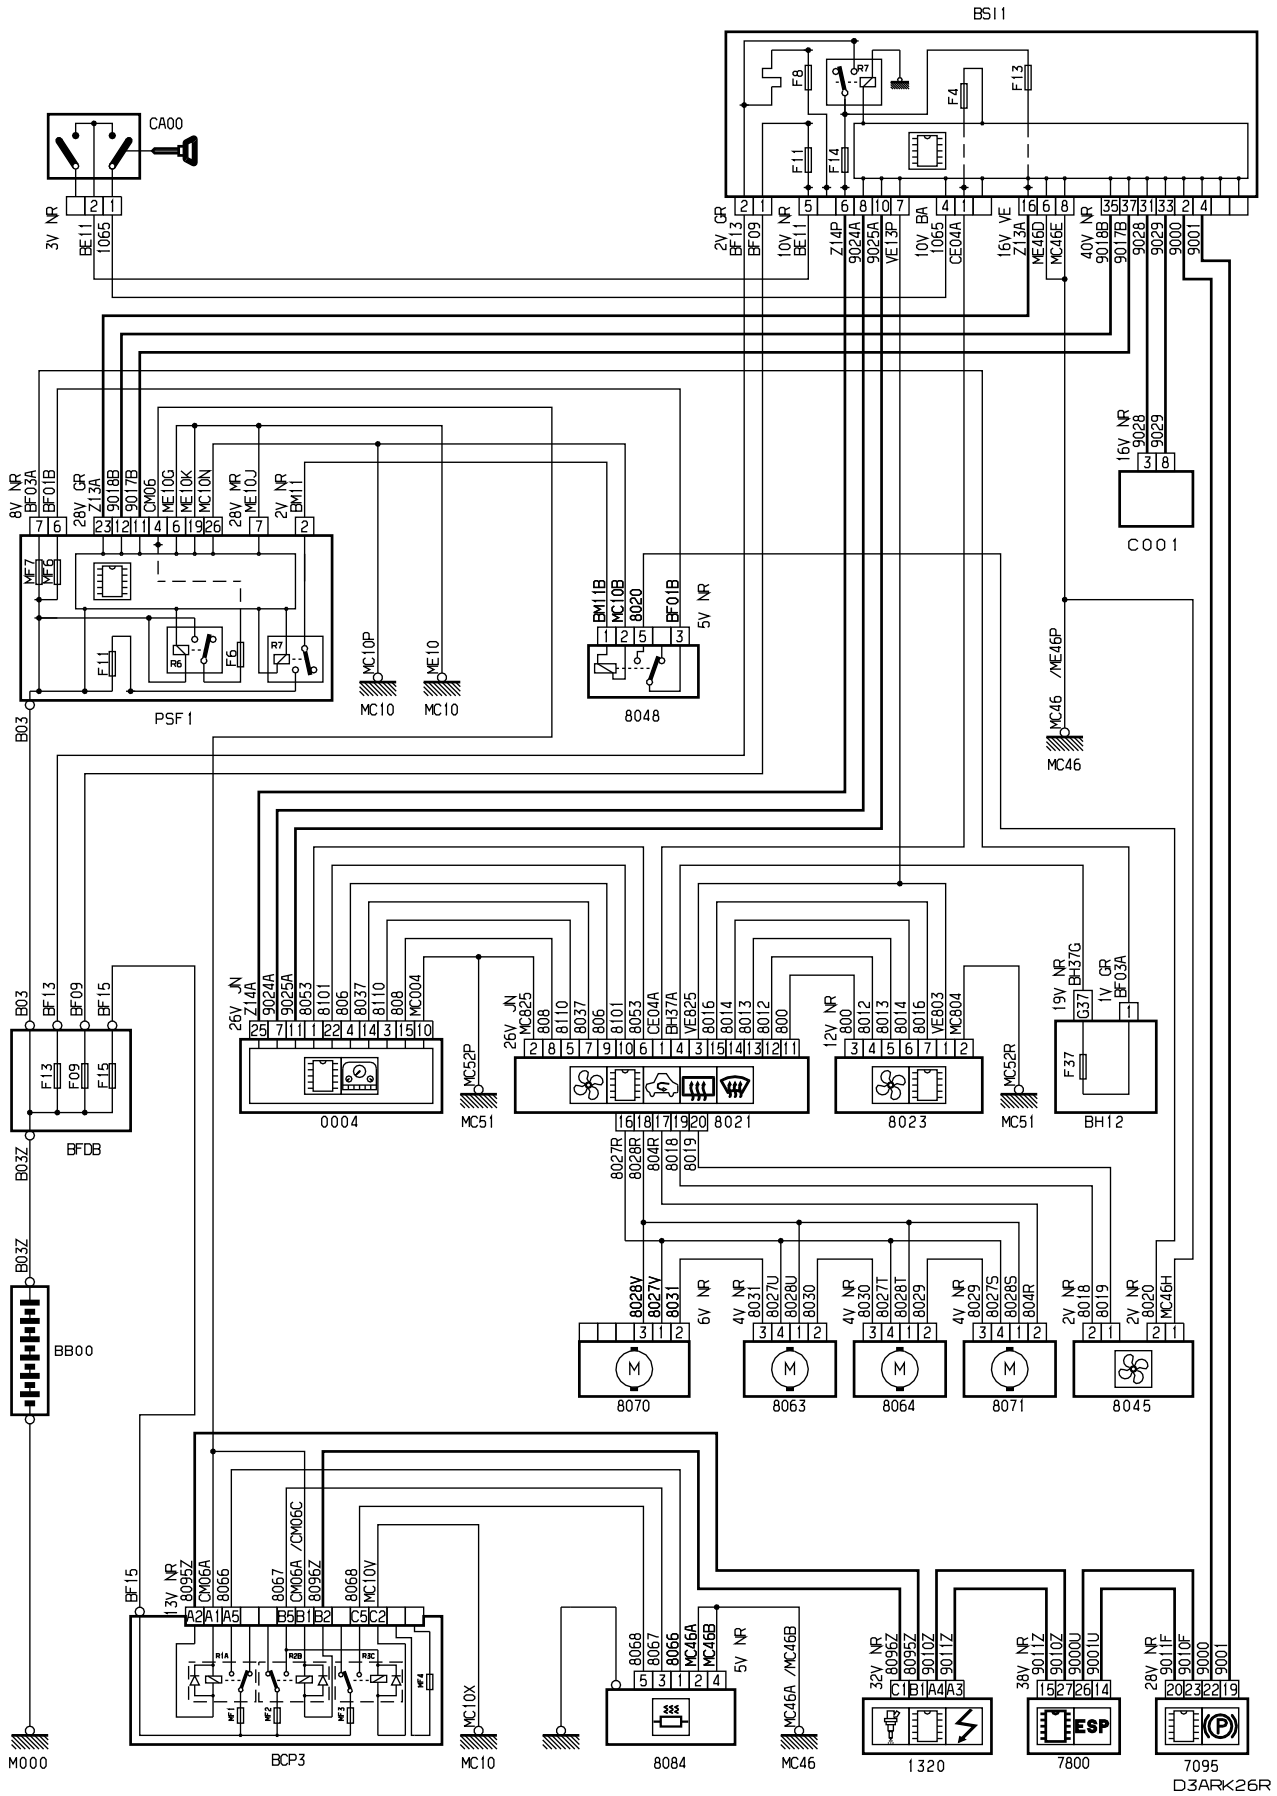 BSI1
F8
R7
F4
F13
F11
F14
CA00
2 1
3V NR
BE11
1065
2 1 5 6 8 10 7 4 1 16 6 8 35 37 31 33 2 4
2V GR
BF13
BF09
10V NR
BE11
Z14P
9024A
9025A
VE13P
10V BA
1065
CE04A
16V VE
Z13A
ME46D
MC46E
40V NR
9018B
9017B
9028
9029
9000
9001
16V NR
9028
9029
3 8
C001
8V NR
BF03A
BF01B
28V GR
Z13A
9018B
9017B
CM06
ME10G
ME10K
MC10N
28V MR
ME10J
2V NR
BM11
7 6 23 12 11 4 6 19 26 7 2
MF7
MF6
F11
R6
F6
R7
PSF1
B03
MC10P
MC10
ME10
MC10
BM11B
MC10B
8020
BF01B
5V NR
1 2 5 3
8048
MC46 /ME46P
MC46
B03
BF13
BF09
BF15
F13
F09
F15
BFDB
B03Z
B03Z
BB00
M000
26V JN
Z14A
9024A
9025A
8053
8101
806
8037
8110
808
MC004
25 7 11 1 22 4 14 3 15 10
0004
MC52P
MC51
26V JN
MC825
808
8110
8037
806
8101
8053
CE04A
BH37A
VE825
8016
8014
8013
8012
800
2 8 5 7 9 10 6 1 4 3 15 14 13 12 11
16 18 17 19 20
8021
8027R
8028R
804R
8018
8019
12V NR
800
8012
8013
8014
8016
VE803
MC804
3 4 5 6 7 1 2
8023
MC52R
MC51
19V NR
BH37G
1V GR
BF03A
G37
1
F37
BH12
8028V
8027V
8031
6V NR
3 1 2
M
8070
4V NR
8031
8027U
8028U
8030
3 4 1 2
M
8063
4V NR
8030
8027T
8028T
8029
3 4 1 2
M
8064
4V NR
8029
8027S
8028S
804R
3 4 1 2
M
8071
2V NR
8018
8019
2V NR
8020
MC46H
2 1 2 1
8045
BF15
13V NR
8095Z
CM06A
8066
8067
CM06A /CM06C
8096Z
8068
MC10V
A2 A1 A5 B5 B1 B2 C5 C2
R1A
R2B
R3C
MF1
MF2
MF3
MF4
BCP3
MC10X
MC10
8068
8067
8066
MC46A
MC46B
5V NR
5 3 1 2 4
8084
MC46A /MC46B
MC46
32V NR
8096Z
8095Z
9010Z
9011Z
C1 B1 A4 A3
1320
38V NR
9011Z
9010Z
9000U
9001U
15 27 26 14
ESP
7800
28V NR
9011F
9010F
9000
9001
20 23 22 19
P
7095
D3ARK26R